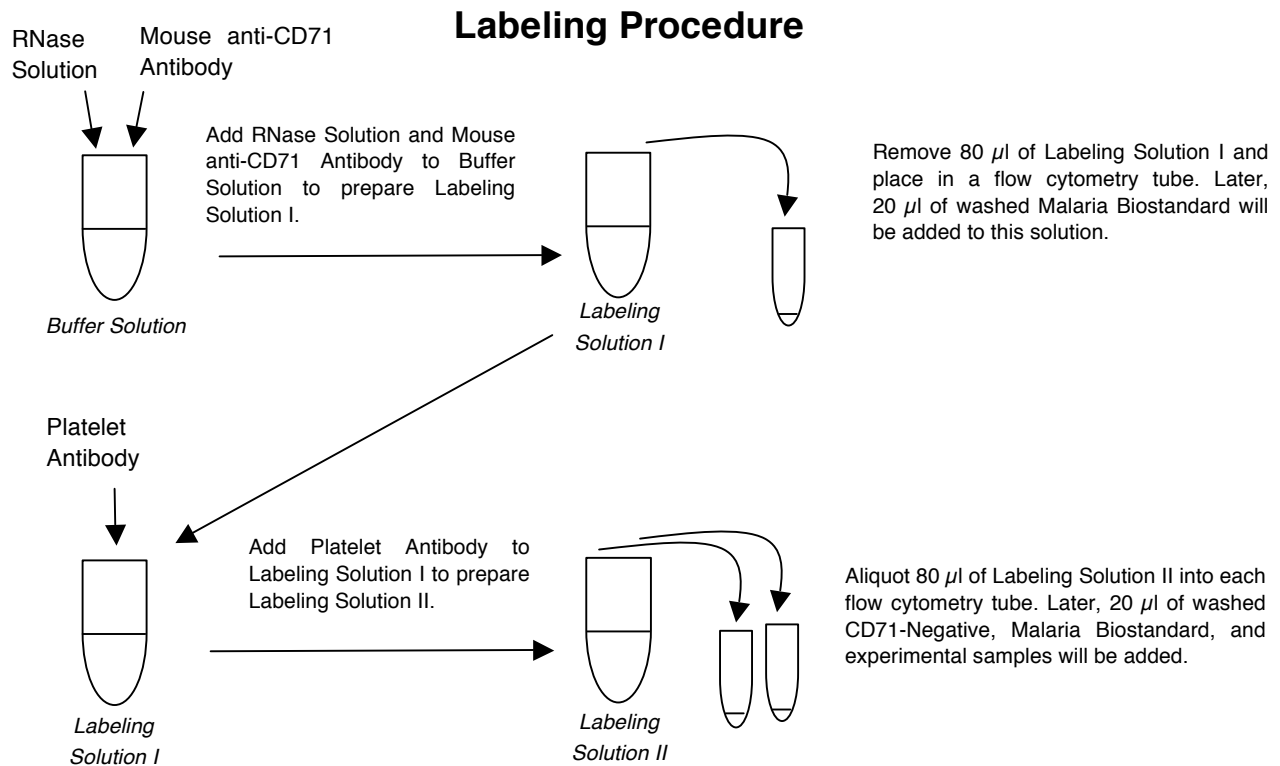 Labeling Procedure
RNase
Solution
Mouse anti-CD71
Antibody
Add RNase Solution and Mouse
anti-CD71 Antibody to Buffer
Solution to prepare Labeling
Solution I.
Remove 80 µl of Labeling Solution I and
place in a flow cytometry tube. Later,
20 µl of washed Malaria Biostandard will
be added to this solution.
Buffer Solution
Labeling
Solution I
Platelet
Antibody
Add Platelet Antibody to
Labeling Solution I to prepare
Labeling Solution II.
Aliquot 80 µl of Labeling Solution II into each
flow cytometry tube. Later, 20 µl of washed
CD71-Negative, Malaria Biostandard, and
experimental samples will be added.
Labeling
Solution I
Labeling
Solution II